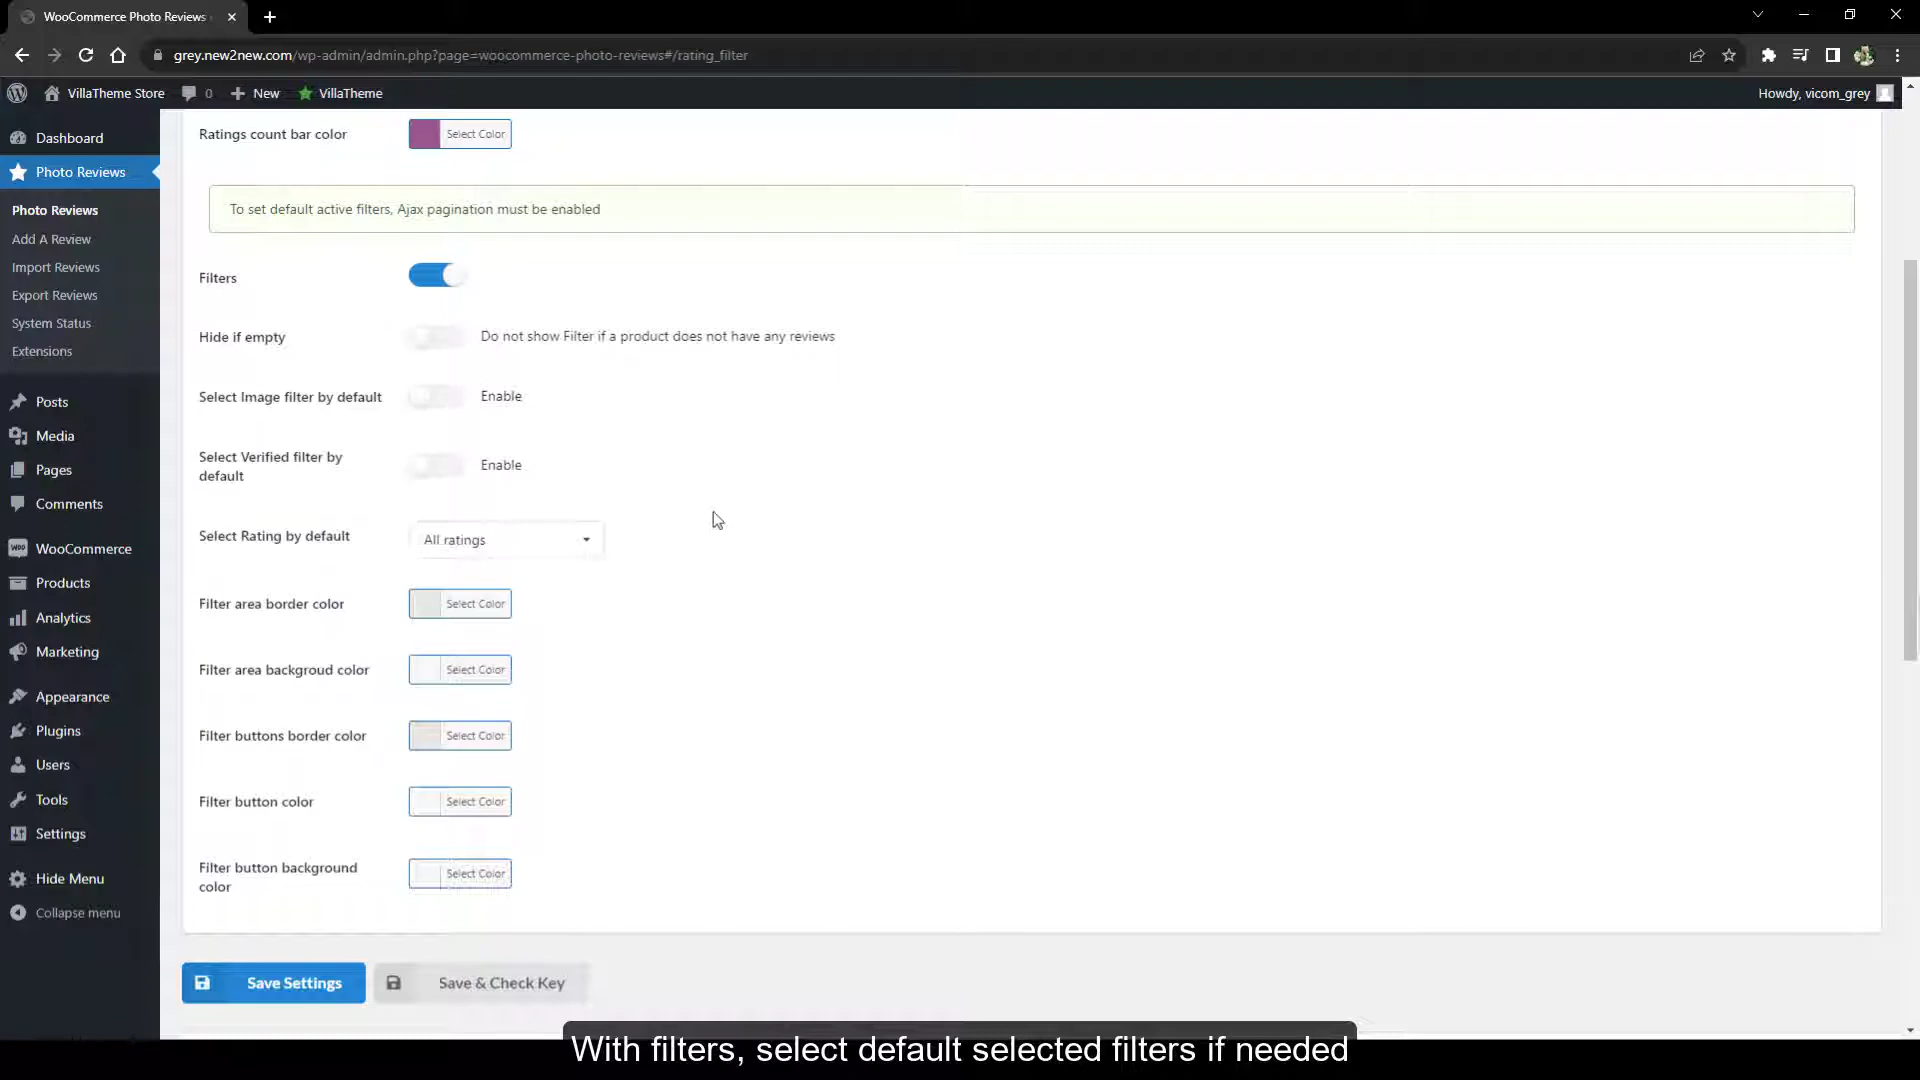 WooCommerce Photo Reviews
grey.new2new.com/wp-admin/admin.php?page=woocommerce-photo-reviews#/rating_filter
VillaTheme Store
0
New
VillaTheme
Howdy, vicom_grey
Dashboard
Photo Reviews
Photo Reviews
Add A Review
Import Reviews
Export Reviews
System Status
Extensions
Posts
Media
Pages
Comments
WooCommerce
Products
Analytics
Marketing
Appearance
Plugins
Users
Tools
Settings
Hide Menu
Collapse menu
Ratings count bar color
Select Color
To set default active filters, Ajax pagination must be enabled
Filters
Hide if empty
Do not show Filter if a product does not have any reviews
Select Image filter by default
Enable
Select Verified filter by
default
Enable
Select Rating by default
All ratings
Filter area border color
Select Color
Filter area backgroud color
Select Color
Filter buttons border color
Select Color
Filter button color
Select Color
Filter button background
color
Select Color
Save Settings
Save & Check Key
With filters, select default selected filters if needed